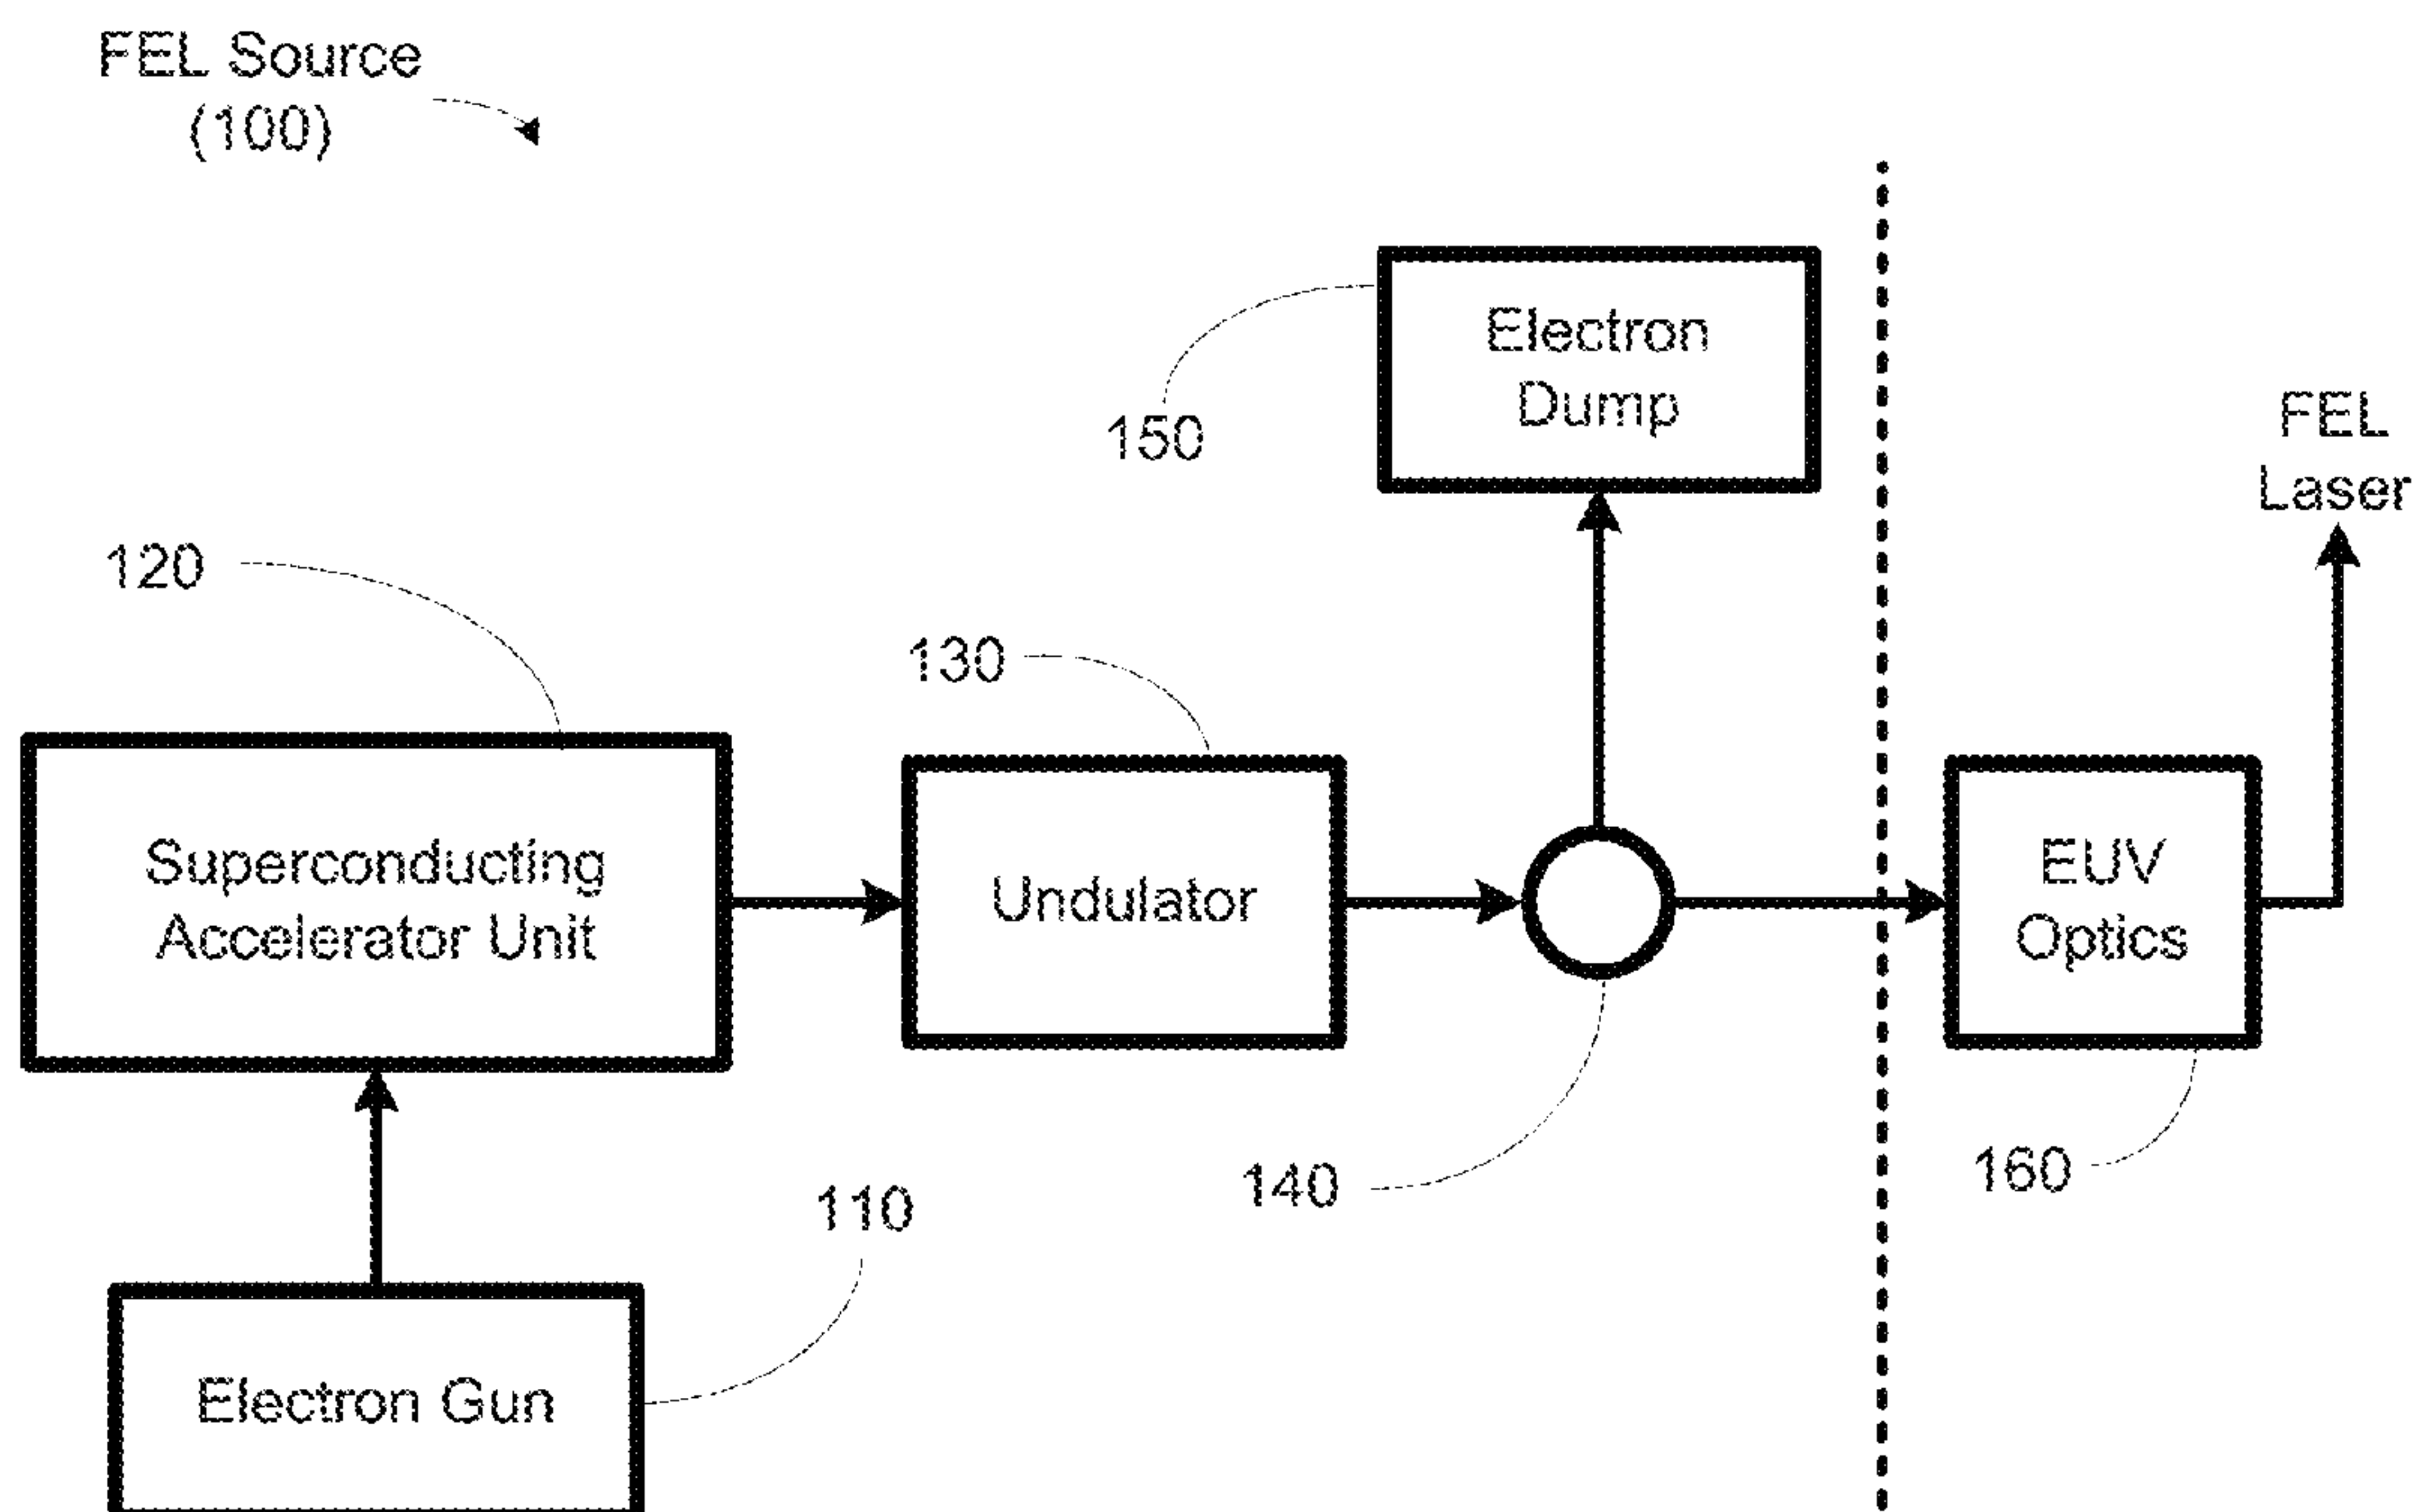 FEL Source
(100)
Electron
Dump
150
FEL
Laser
120
130
Superconducting
Accelerator Unit
Undulator
EUV
Optics
110
140
160
Electron Gun